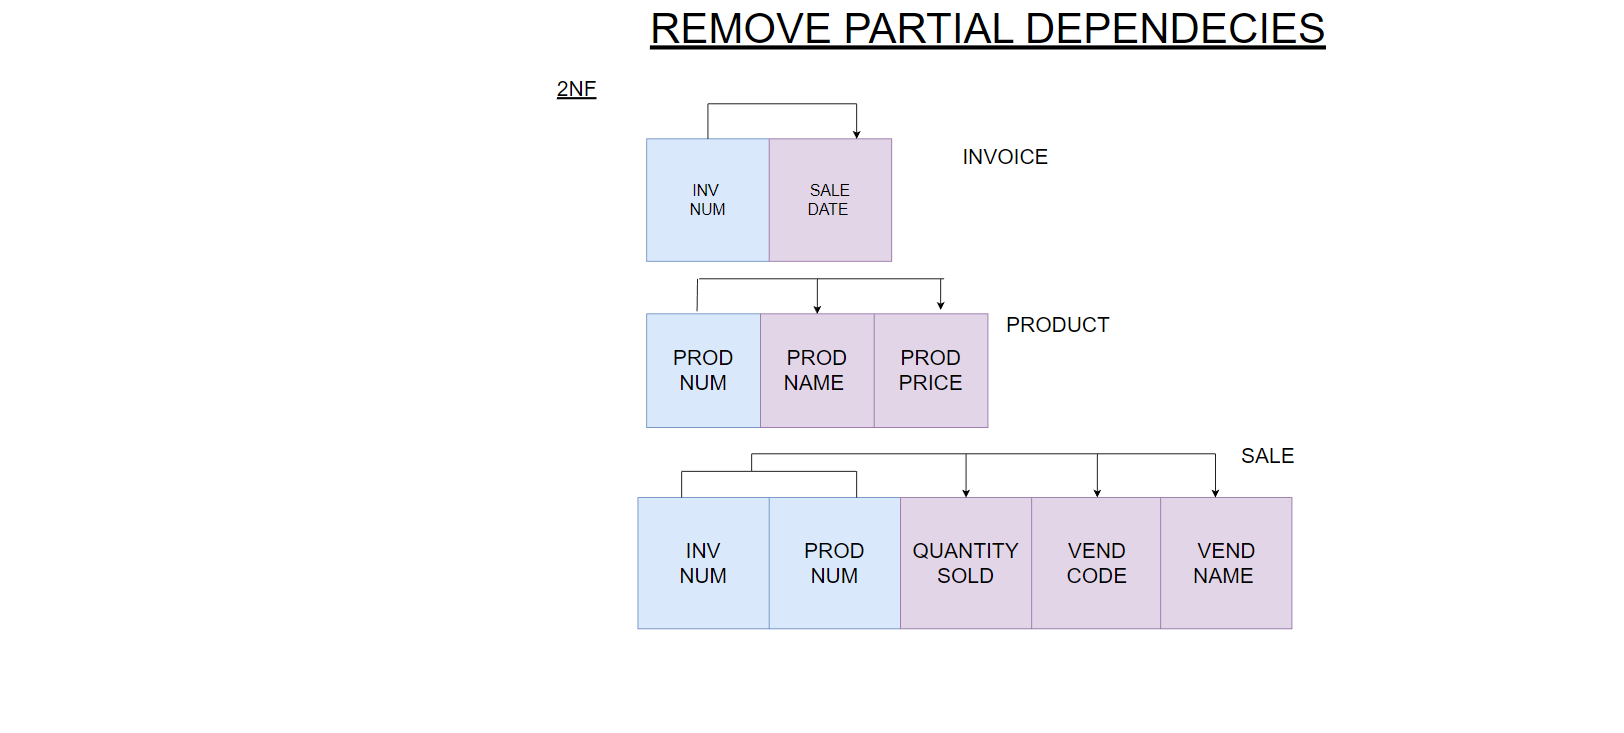 REMOVE PARTIAL DEPENDECIES
2NF
INVOICE
INV
NUM
SALE
DATE
PRODUCT
PROD
NUM
PROD
NAME
PROD
PRICE
SALE
INV
NUM
PROD
NUM
QUANTITY
SOLD
VEND
CODE
VEND
NAME